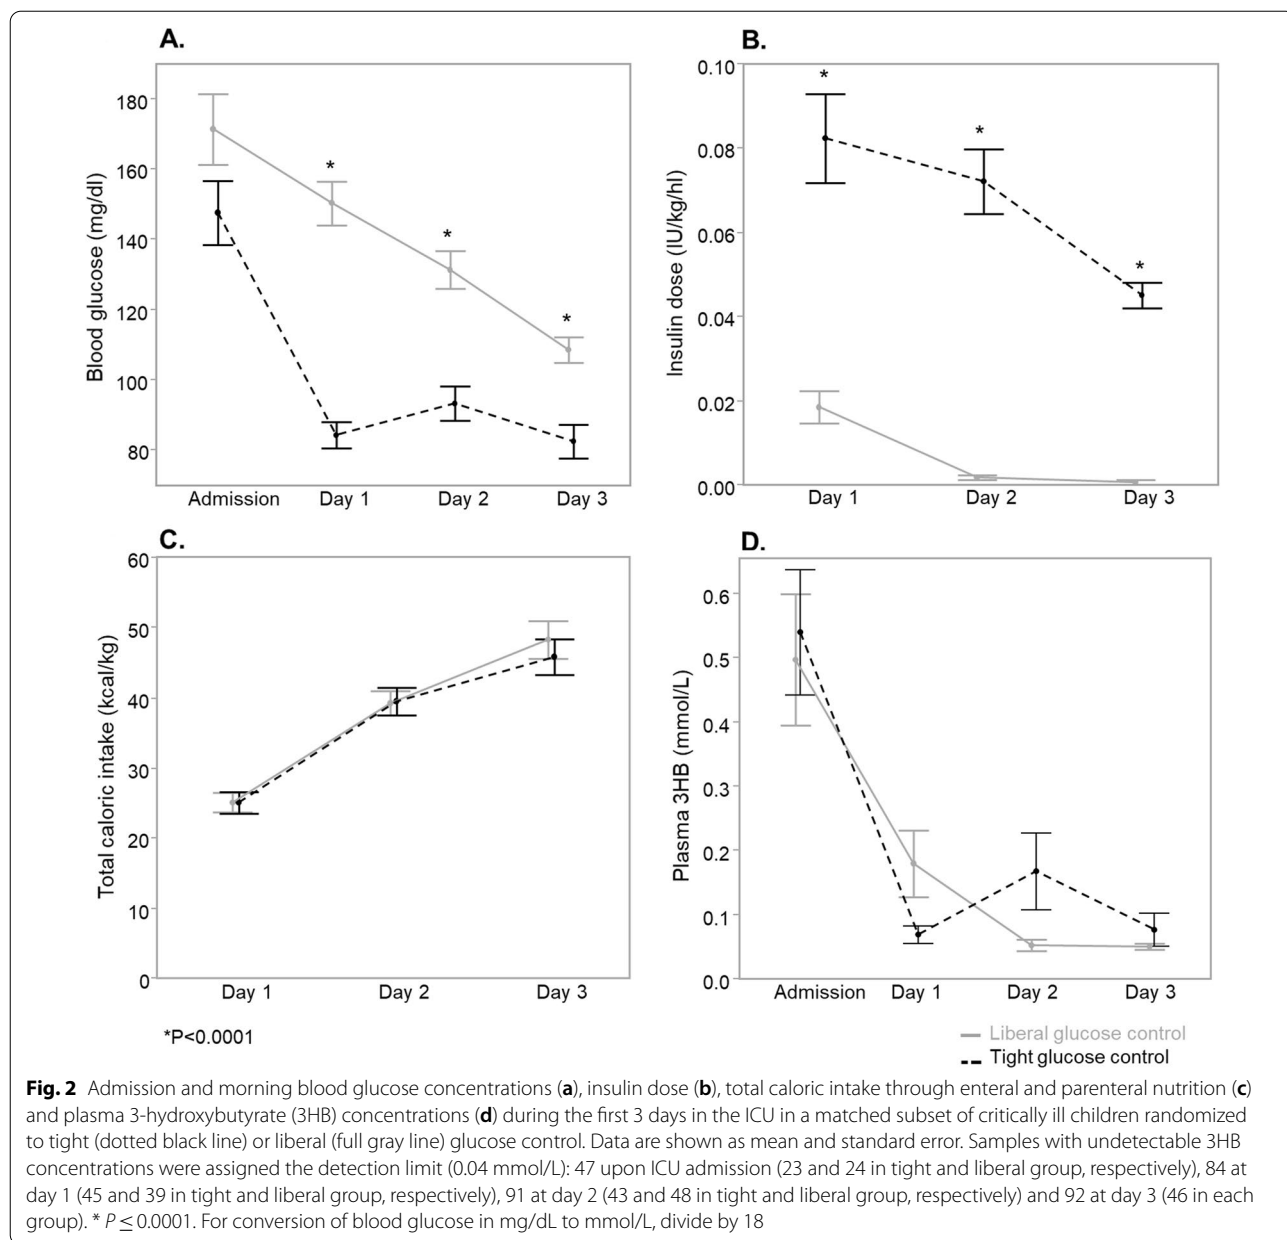 A.
Blood glucose (mg/dl)
180
160
140
120
100
80
*
*
*
Admission Day 1 Day 2 Day 3
B.
Insulin dose (IU/kg/hl)
0.10
0.08
0.06
0.04
0.02
0.00
*
*
*
Day 1 Day 2 Day 3
C.
Total caloric intake (kcal/kg)
60
50
40
30
20
10
0
Day 1 Day 2 Day 3
D.
Plasma 3HB (mmol/L)
0.6
0.5
0.4
0.3
0.2
0.1
0.0
Admission Day 1 Day 2 Day 3
*P<0.0001
Liberal glucose control
Tight glucose control
Fig. 2 Admission and morning blood glucose concentrations (a), insulin dose (b), total caloric intake through enteral and parenteral nutrition (c)
and plasma 3-hydroxybutyrate (3HB) concentrations (d) during the first 3 days in the ICU in a matched subset of critically ill children randomized
to tight (dotted black line) or liberal (full gray line) glucose control. Data are shown as mean and standard error. Samples with undetectable 3HB
concentrations were assigned the detection limit (0.04 mmol/L): 47 upon ICU admission (23 and 24 in tight and liberal group, respectively), 84 at
day 1 (45 and 39 in tight and liberal group, respectively), 91 at day 2 (43 and 48 in tight and liberal group, respectively) and 92 at day 3 (46 in each
group). * P ≤ 0.0001. For conversion of blood glucose in mg/dL to mmol/L, divide by 18